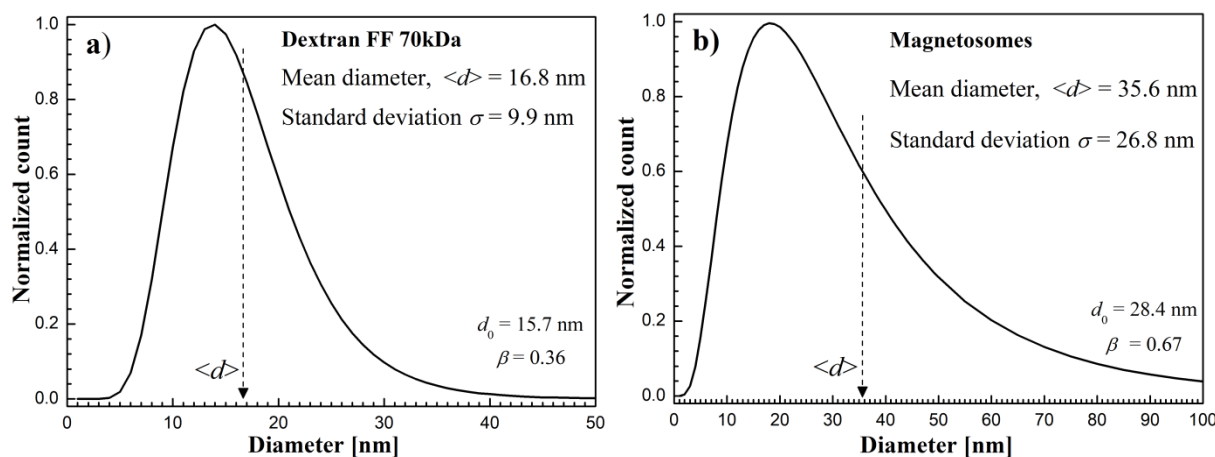 a)
Dextran FF 70kDa
Mean diameter, <d> = 16.8 nm
Standard deviation σ = 9.9 nm
d₀ = 15.7 nm
β = 0.36
<d>
Normalized count
1.0
0.8
0.6
0.4
0.2
0.0
0 10 20 30 40 50
Diameter [nm]
b)
Magnetosomes
Mean diameter, <d> = 35.6 nm
Standard deviation σ = 26.8 nm
d₀ = 28.4 nm
β = 0.67
<d>
Normalized count
1.0
0.8
0.6
0.4
0.2
0.0
0 10 20 30 40 50 60 70 80 90 100
Diameter [nm]